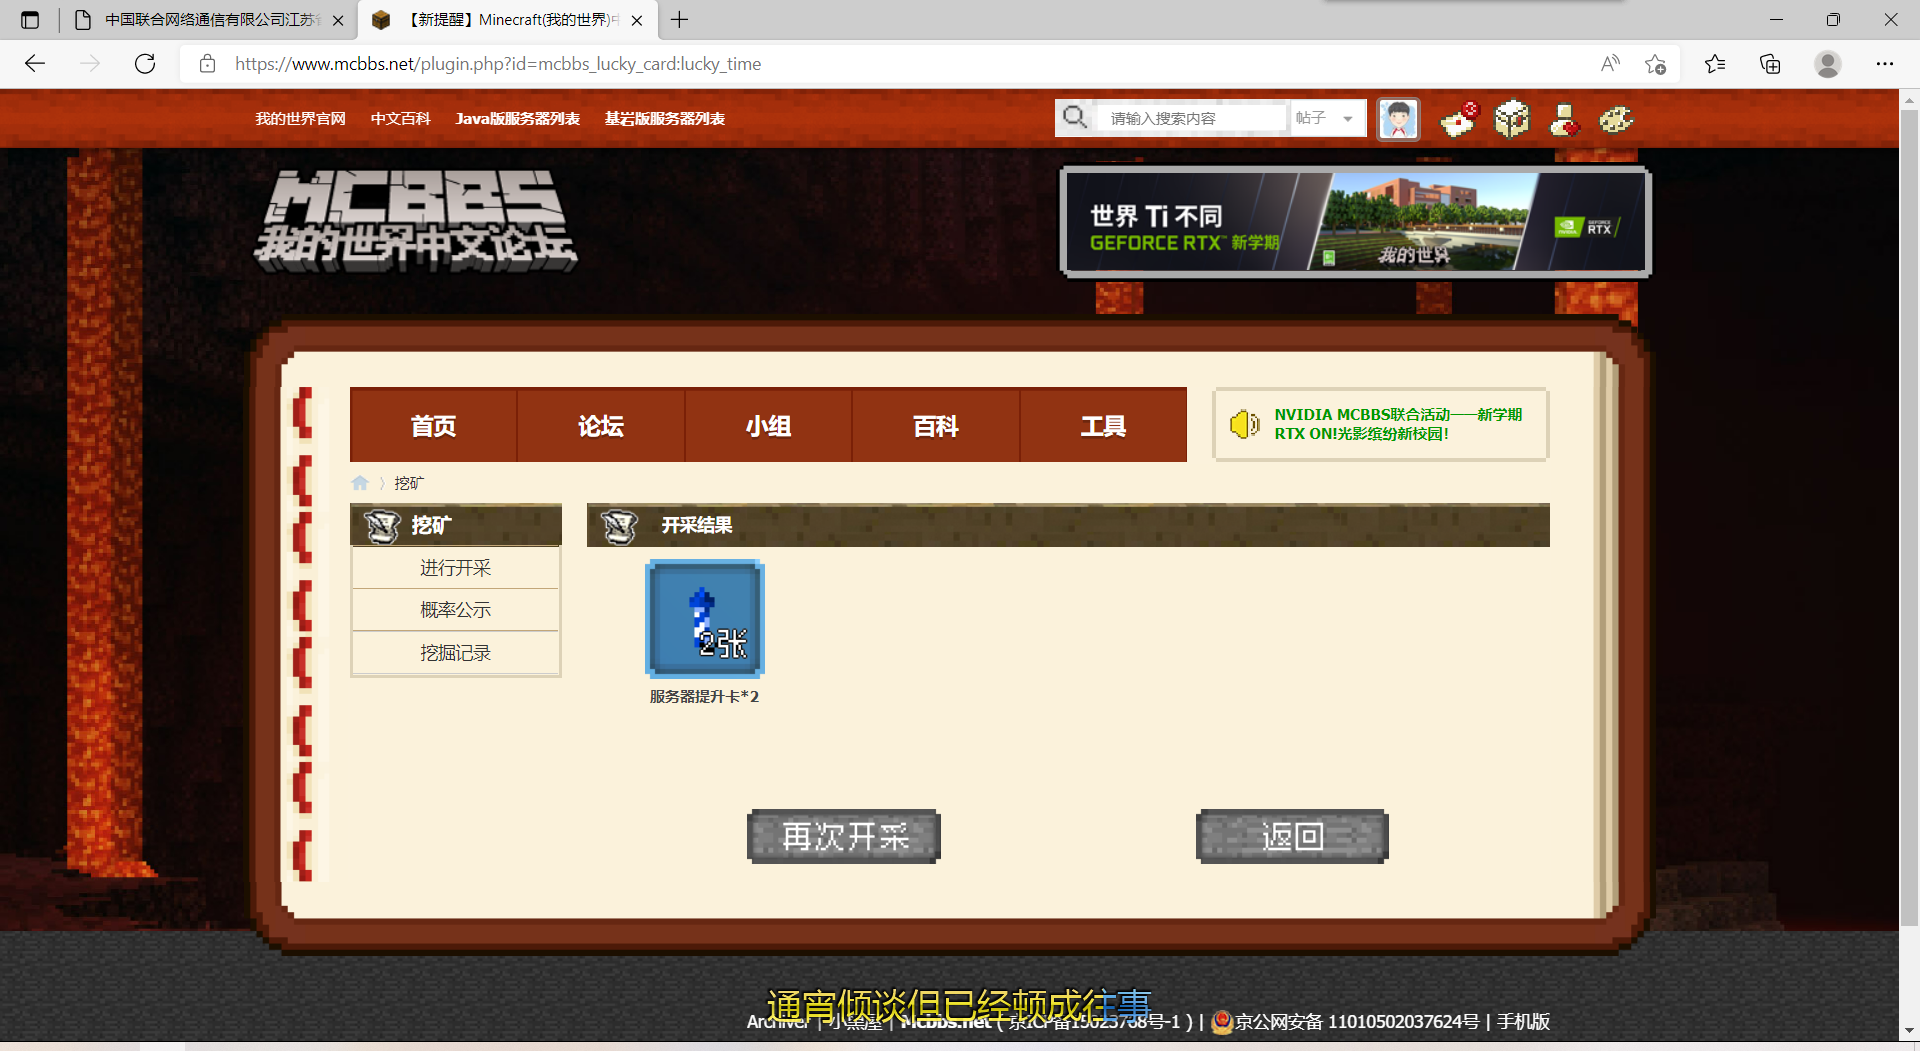 中国联合网络通信有限公司江苏省
【新提醒】Minecraft(我的世界)中
https://www.mcbbs.net/plugin.php?id=mcbbs_lucky_card:lucky_time
我的世界官网 中文百科 Java版服务器列表 基岩版服务器列表 请输入搜索内容 帖子
MCBBS
我的世界中文论坛
世界 Ti 不同
GEFORCE RTX™ 新学期
我的世界
GEFORCE
RTX
首页 论坛 小组 百科 工具
NVIDIA MCBBS联合活动——新学期
RTX ON!光影缤纷新校园!
挖矿
挖矿
进行开采
概率公示
挖掘记录
开采结果
2张
服务器提升卡*2
再次开采 返回
通宵倾谈但已经顿成往事
Archiver | 小黑屋 | Mcbbs.net ( 京ICP备15023768号-1 ) | 京公网安备 11010502037624号 | 手机版